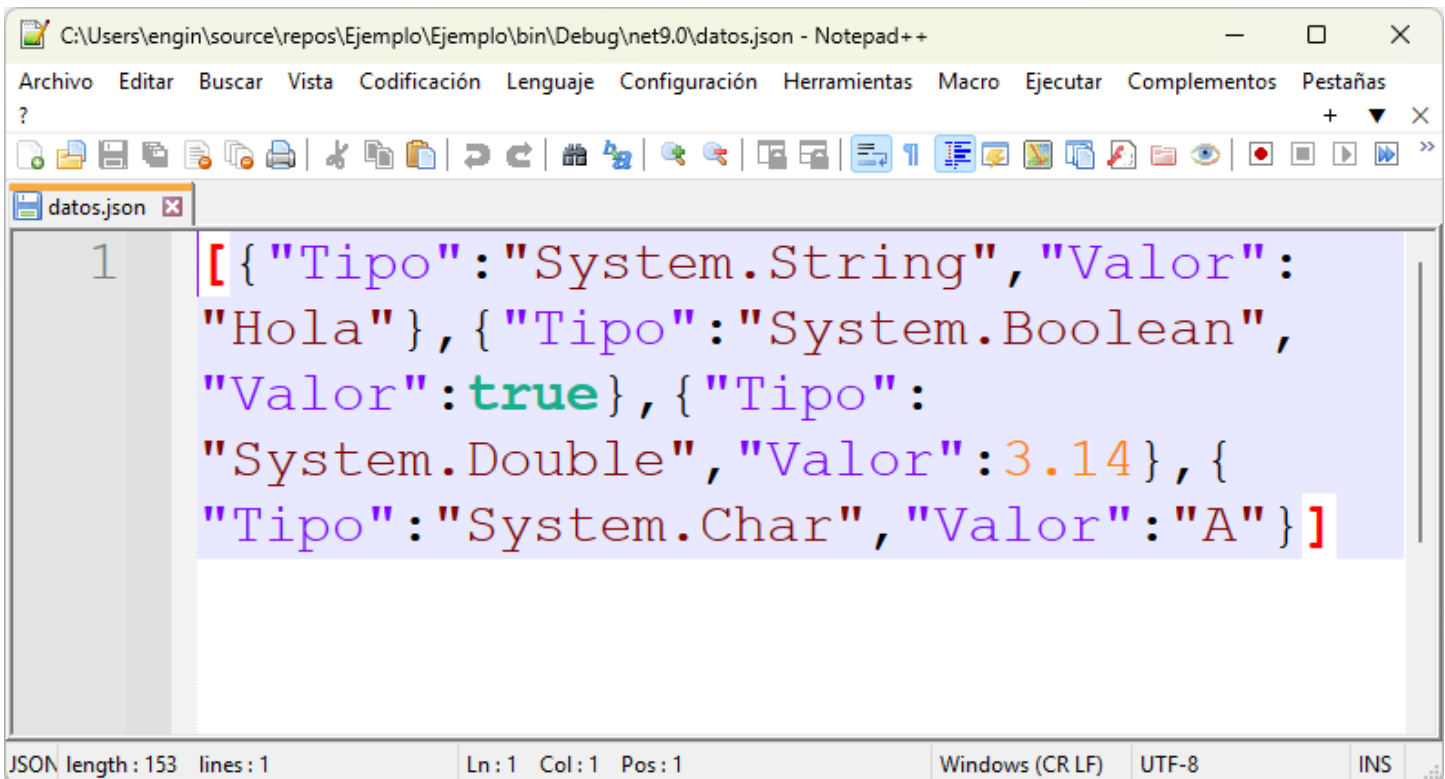 C:\Users\engin\source\repos\Ejemplo\Ejemplo\bin\Debug\net9.0\datos.json - Notepad++
Archivo Editar Buscar Vista Codificación Lenguaje Configuración Herramientas Macro Ejecutar Complementos Pestañas
?
datos.json
1 [{"Tipo":"System.String","Valor":
"Hola"},{"Tipo":"System.Boolean",
"Valor":true},{"Tipo":
"System.Double","Valor":3.14},{
"Tipo":"System.Char","Valor":"A"}]
JSON length : 153 lines : 1 Ln : 1 Col : 1 Pos : 1 Windows (CR LF) UTF-8 INS